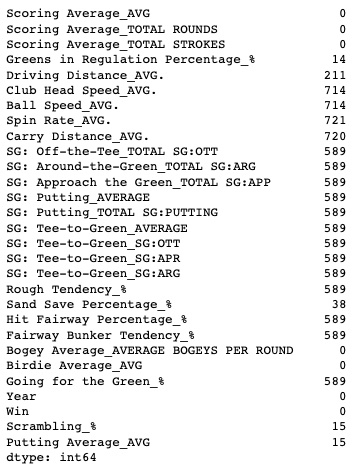 Scoring Average_AVG 0
Scoring Average_TOTAL ROUNDS 0
Scoring Average_TOTAL STROKES 0
Greens in Regulation Percentage_% 14
Driving Distance_AVG. 211
Club Head Speed_AVG. 714
Ball Speed_AVG. 714
Spin Rate_AVG. 721
Carry Distance_AVG. 720
SG: Off-the-Tee_TOTAL SG:OTT 589
SG: Around-the-Green_TOTAL SG:ARG 589
SG: Approach the Green_TOTAL SG:APP 589
SG: Putting_AVERAGE 589
SG: Putting_TOTAL SG:PUTTING 589
SG: Tee-to-Green_AVERAGE 589
SG: Tee-to-Green_SG:OTT 589
SG: Tee-to-Green_SG:APR 589
SG: Tee-to-Green_SG:ARG 589
Rough Tendency_% 589
Sand Save Percentage_% 38
Hit Fairway Percentage_% 589
Fairway Bunker Tendency_% 589
Bogey Average_AVERAGE BOGEYS PER ROUND 0
Birdie Average_AVG 0
Going for the Green_% 589
Year 0
Win 0
Scrambling_% 15
Putting Average_AVG 15
dtype: int64